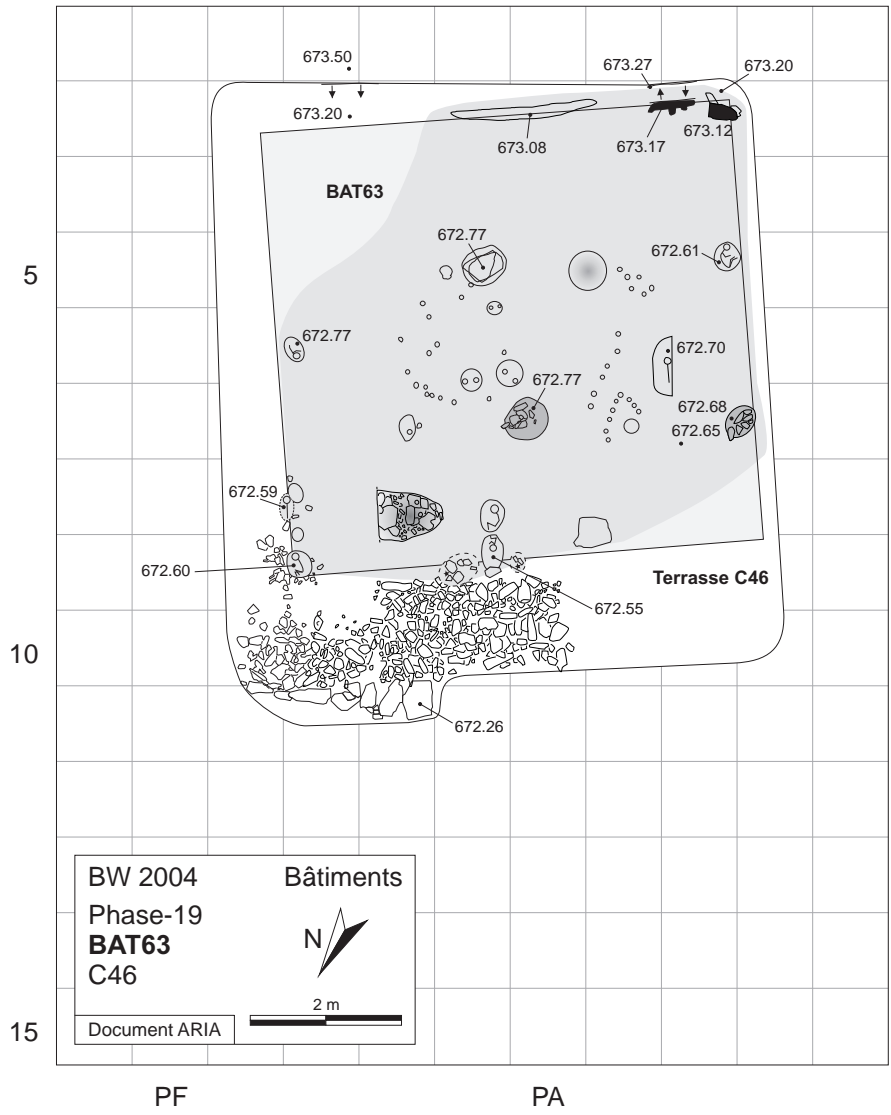 673.50
673.27
673.20
673.20
673.12
673.08
673.17
BAT63
672.77
672.61
5
672.77
672.70
672.77
672.68
672.65
672.59
672.60
Terrasse C46
672.55
10
672.26
BW 2004
Bâtiments
Phase-19
BAT63
N
C46
2 m
Document ARIA
15
PF
PA